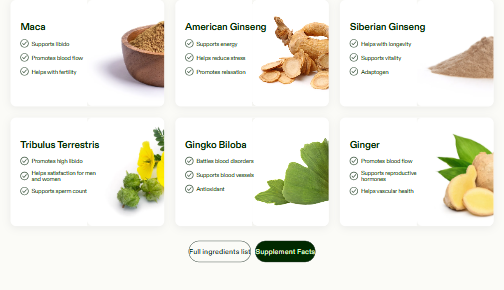 Maca
Supports libido
Promotes blood flow
Helps with fertility
American Ginseng
Supports energy
Helps reduce stress
Promotes relaxation
Siberian Ginseng
Helps with longevity
Supports vitality
Adaptogen
Tribulus Terrestris
Promotes high libido
Helps satisfaction for men
and women
Supports sperm count
Gingko Biloba
Battles blood disorders
Supports blood vessels
Antioxidant
Ginger
Promotes blood flow
Supports reproductive
hormones
Helps vascular health
Full ingredients list
Supplement Facts